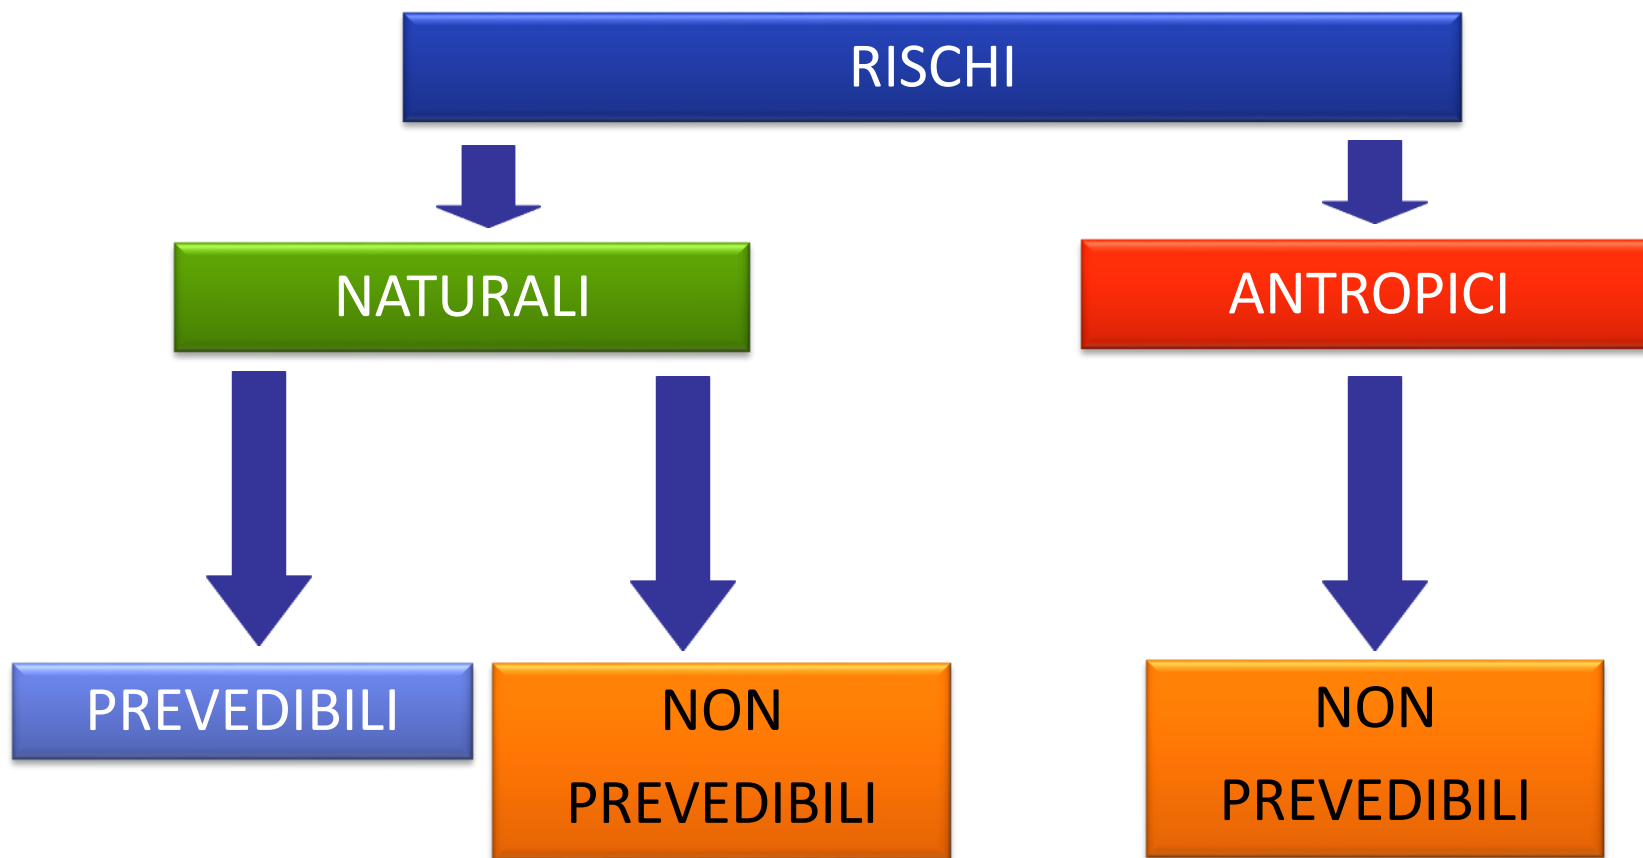 RISCHI
NATURALI
ANTROPICI
PREVEDIBILI
NON
PREVEDIBILI
NON
PREVEDIBILI